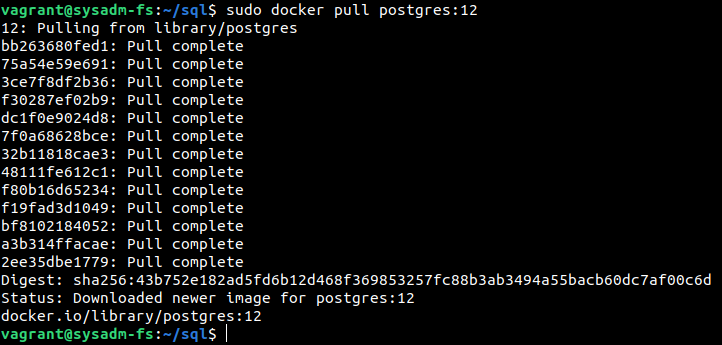 vagrant@sysadm-fs:~/sql$ sudo docker pull postgres:12
12: Pulling from library/postgres
bb263680fed1: Pull complete
75a54e59e691: Pull complete
3ce7f8df2b36: Pull complete
f30287ef02b9: Pull complete
dc1f0e9024d8: Pull complete
7f0a68628bce: Pull complete
32b11818cae3: Pull complete
48111fe612c1: Pull complete
f80b16d65234: Pull complete
f19fad3d1049: Pull complete
bf8102184052: Pull complete
a3b314ffacae: Pull complete
2ee35dbe1779: Pull complete
Digest: sha256:43b752e182ad5fd6b12d468f369853257fc88b3ab3494a55bacb60dc7af00c6d
Status: Downloaded newer image for postgres:12
docker.io/library/postgres:12
vagrant@sysadm-fs:~/sql$